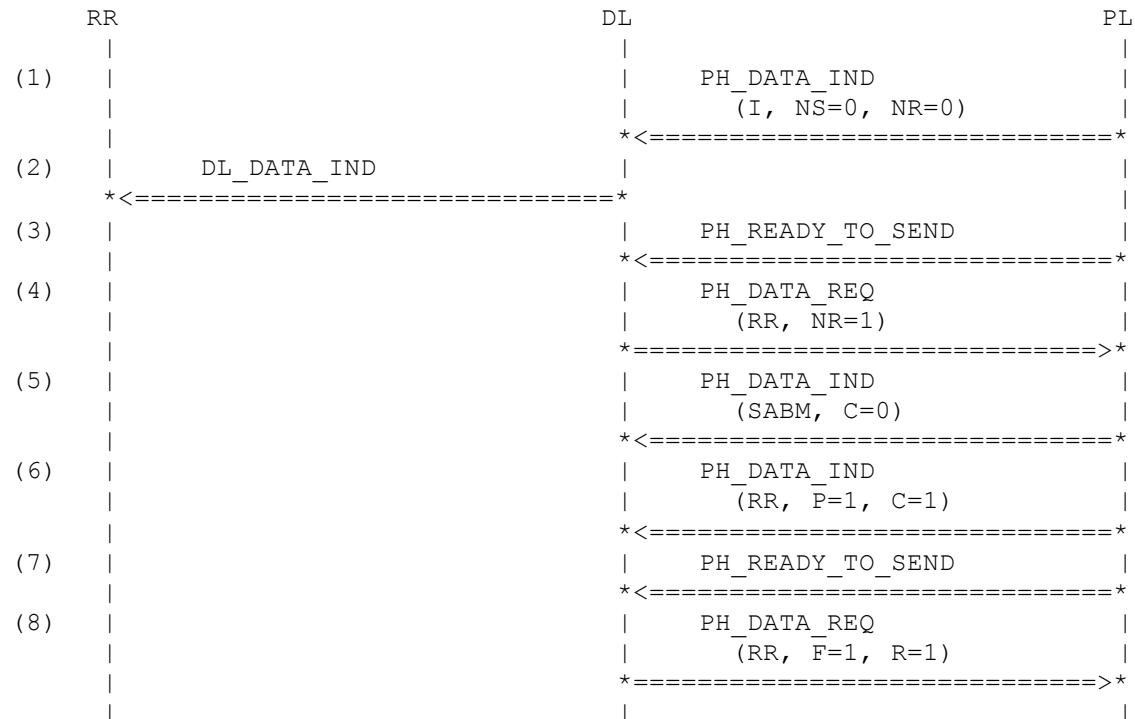 RR DL PL
(1) PH_DATA_IND
(I, NS=0, NR=0)
(2) DL_DATA_IND
(3) PH_READY_TO_SEND
(4) PH_DATA_REQ
(RR, NR=1)
(5) PH_DATA_IND
(SABM, C=0)
(6) PH_DATA_IND
(RR, P=1, C=1)
(7) PH_READY_TO_SEND
(8) PH_DATA_REQ
(RR, F=1, R=1)